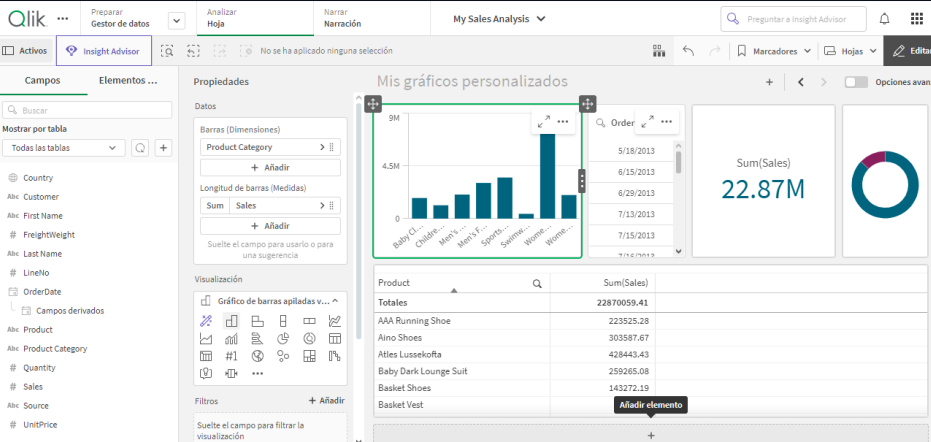 Qlik
Preparar
Gestor de datos
Analizar
Hoja
Narrar
Narración
My Sales Analysis
Preguntar a Insight Advisor
Activos
Insight Advisor
No se ha aplicado ninguna selección
Marcadores
Hojas
Editar
Campos
Elementos ...
Buscar
Mostrar por tabla
Todas las tablas
Country
Abc Customer
Abc First Name
# FreightWeight
Abc Last Name
# LineNo
OrderDate
Campos derivados
Abc Product
Abc Product Category
# Quantity
# Sales
Abc Source
# UnitPrice
Propiedades
Datos
Barras (Dimensiones)
Product Category
+ Añadir
Longitud de barras (Medidas)
Sum Sales
+ Añadir
Suelte el campo para usarlo o para
una sugerencia
Visualización
Gráfico de barras apiladas v...
#1
Filtros
+ Añadir
Suelte el campo para filtrar la
visualización
Mis gráficos personalizados
Opciones avan
9M
4.5M
0
Baby Cl...
Childre...
Men's ...
Men's F...
Sports...
Swimw...
Wome...
Wome...
Order
5/18/2013
6/15/2013
6/29/2013
7/13/2013
7/15/2013
7/16/2013
Sum(Sales)
22.87M
Product Sum(Sales)
Totales 22870059.41
AAA Running Shoe 223525.28
Aino Shoes 303587.67
Atles Lussekofta 428443.43
Baby Dark Lounge Suit 259265.08
Basket Shoes 143272.19
Basket Vest
Añadir elemento
+